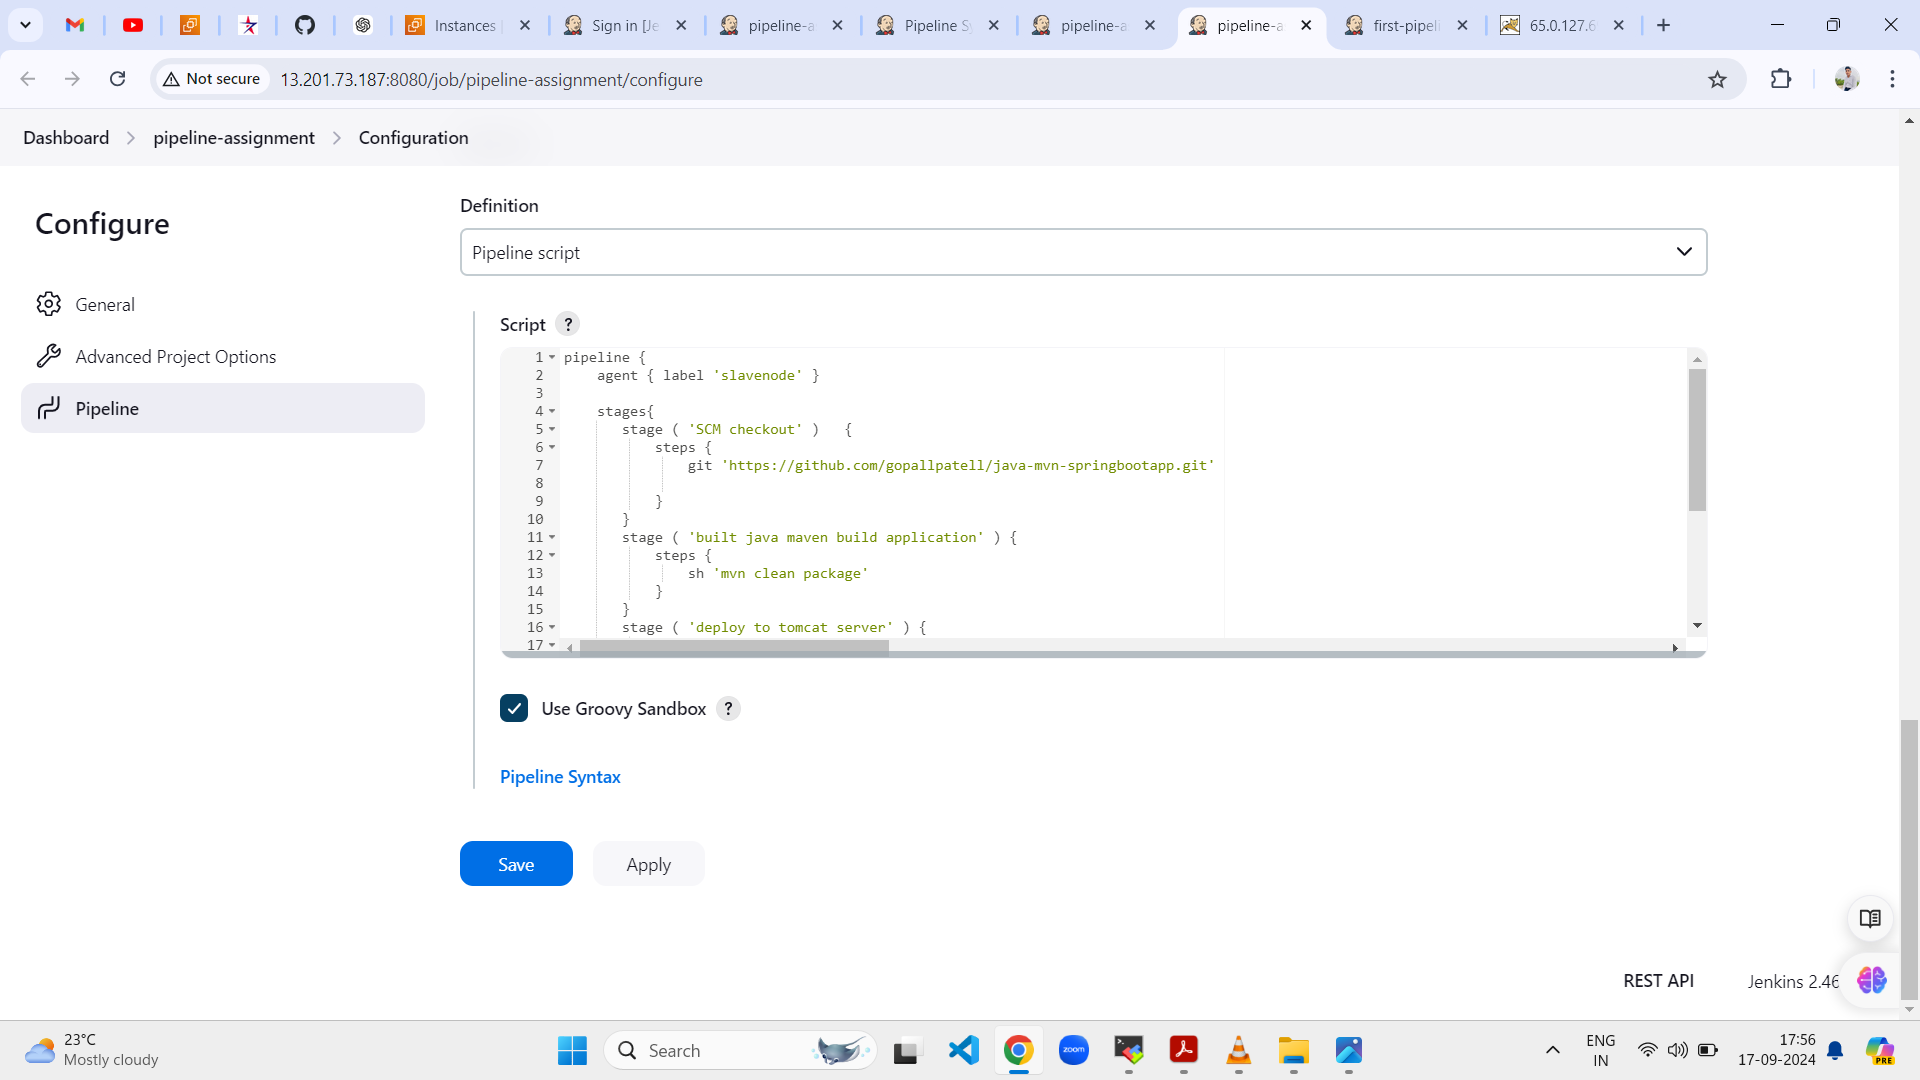 Instances
Sign in [Je
pipeline-a
Pipeline Sy
pipeline-a
pipeline-a
first-pipeli
65.0.127.6
Not secure
13.201.73.187:8080/job/pipeline-assignment/configure
Dashboard
pipeline-assignment
Configuration
Configure
General
Advanced Project Options
Pipeline
Definition
Pipeline script
Script ?
1 pipeline {
2 agent { label 'slavenode' }
3
4 stages{
5 stage ( 'SCM checkout' ) {
6 steps {
7 git 'https://github.com/gopallpatell/java-mvn-springbootapp.git'
8
9 }
10 }
11 stage ( 'built java maven build application' ) {
12 steps {
13 sh 'mvn clean package'
14 }
15 }
16 stage ( 'deploy to tomcat server' ) {
17
Use Groovy Sandbox ?
Pipeline Syntax
Save
Apply
REST API
Jenkins 2.46
23°C
Mostly cloudy
Search
zoom
ENG
IN
17:56
17-09-2024
PRE